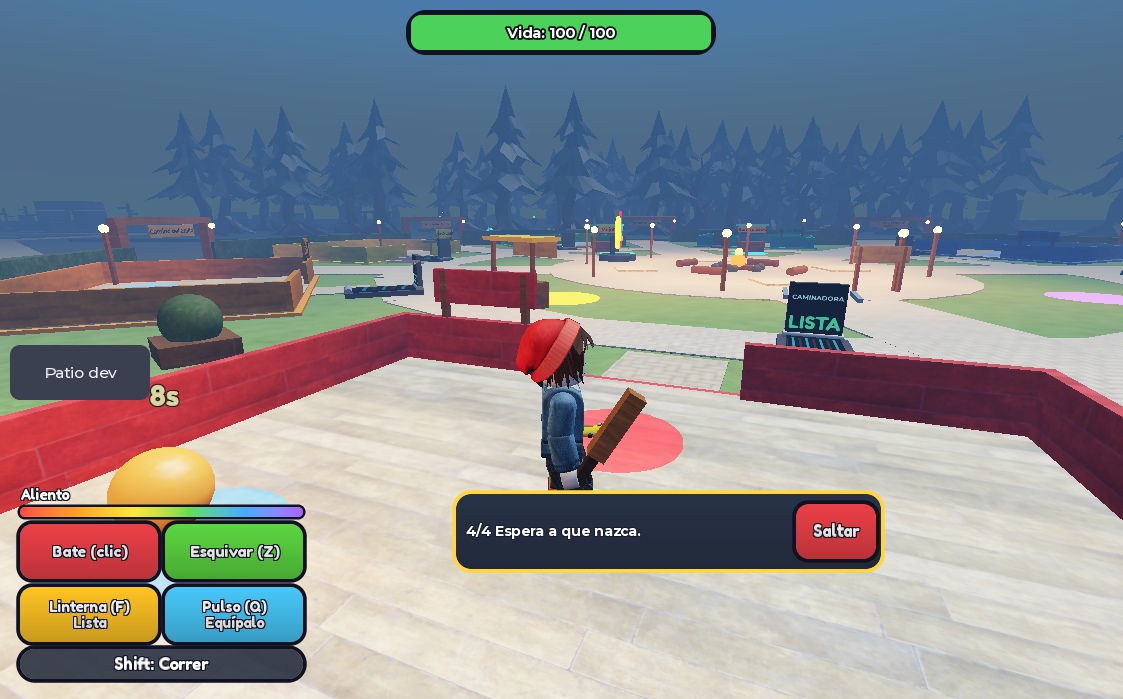 Vida: 100 / 100
CAMINADORA
LISTA
Patio dev
8s
Aliento
Bate (clic)
Esquivar (Z)
Linterna (F)
Lista
Pulso (Q)
Equípalo
Shift: Correr
4/4 Espera a que nazca.
Saltar